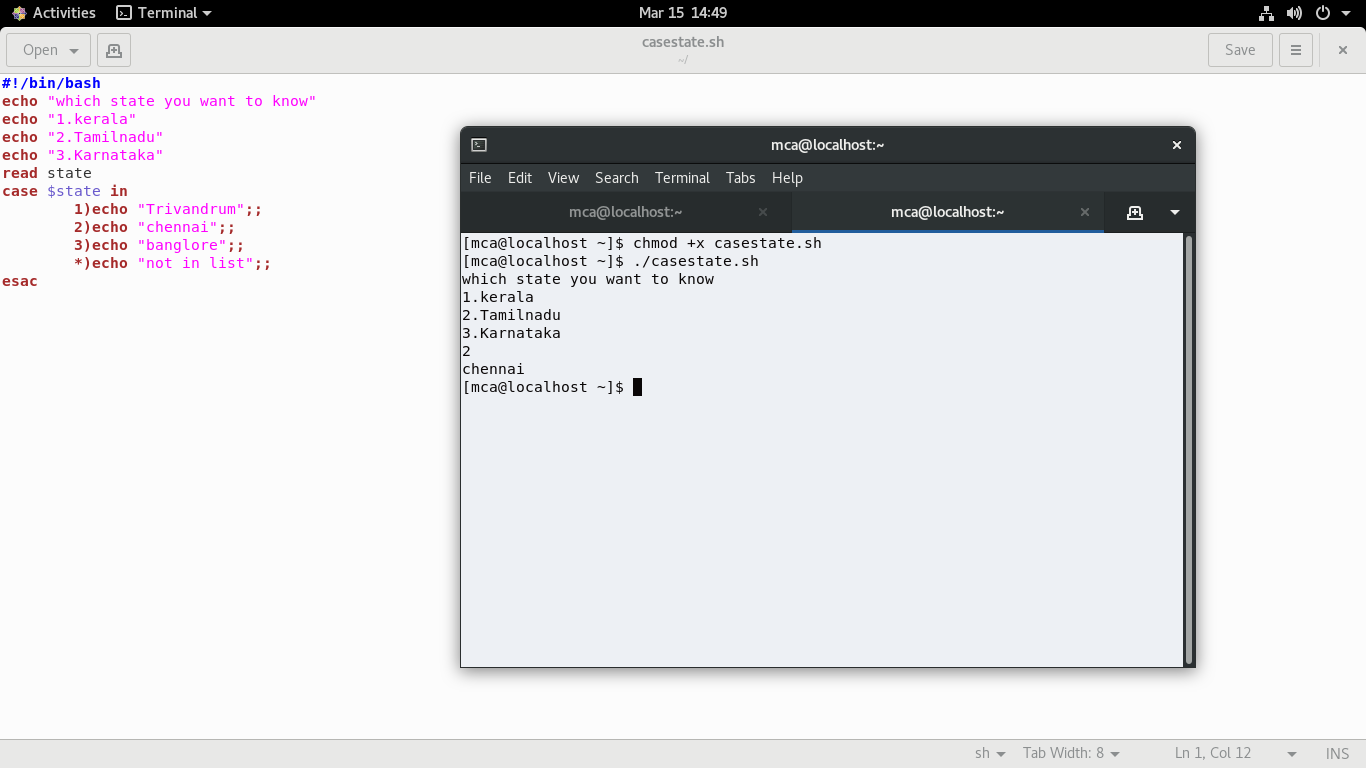 Activities Terminal Mar 15 14:49
Open casestate.sh Save
~/
#!/bin/bash
echo "which state you want to know"
echo "1.kerala"
echo "2.Tamilnadu"
echo "3.Karnataka"
read state
case $state in
1)echo "Trivandrum";;
2)echo "chennai";;
3)echo "banglore";;
*)echo "not in list";;
esac
mca@localhost:~
File Edit View Search Terminal Tabs Help
mca@localhost:~ mca@localhost:~
[mca@localhost ~]$ chmod +x casestate.sh
[mca@localhost ~]$ ./casestate.sh
which state you want to know
1.kerala
2.Tamilnadu
3.Karnataka
2
chennai
[mca@localhost ~]$
sh Tab Width: 8 Ln 1, Col 12 INS